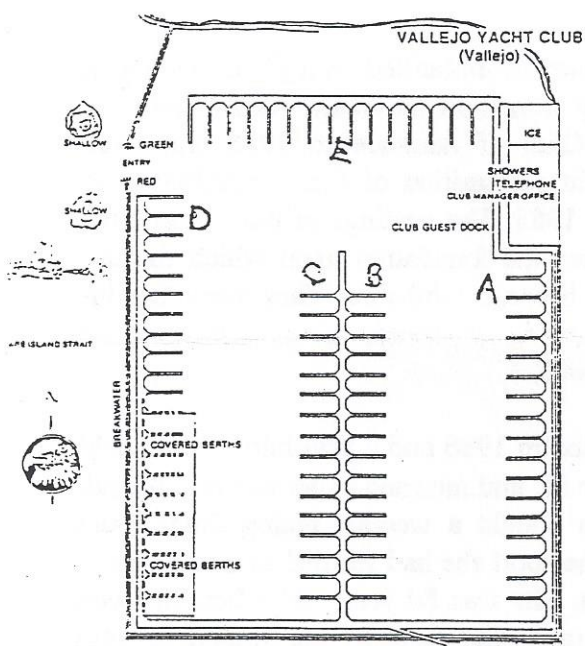 VALLEJO YACHT CLUB
(Vallejo)
SHALLOW
GREEN
ENTRY
RED
SHALLOW
ICE
SHOWERS
TELEPHONE
CLUB MANAGER OFFICE
CLUB GUEST DOCK
E
D
C
B
A
ARE ISLAND STRAIT
N
BREAKWATER
COVERED BERTHS
COVERED BERTHS